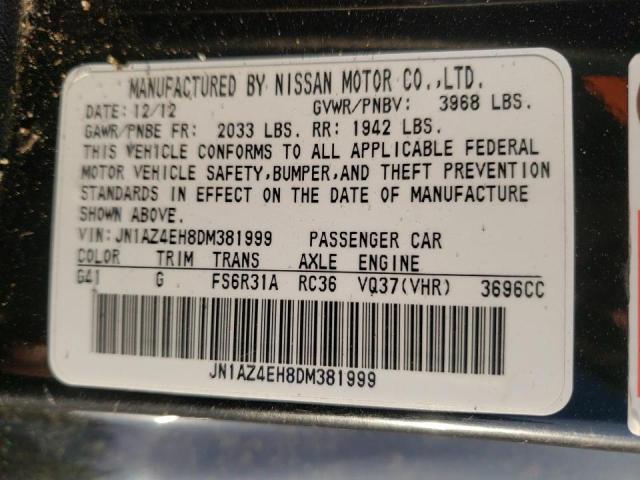 MANUFACTURED BY NISSAN MOTOR CO.,LTD.
DATE: 12/12 GVWR/PNBV: 3968 LBS.
GAWR/PNBE FR: 2033 LBS. RR: 1942 LBS.
THIS VEHICLE CONFORMS TO ALL APPLICABLE FEDERAL
MOTOR VEHICLE SAFETY,BUMPER,AND THEFT PREVENTION
STANDARDS IN EFFECT ON THE DATE OF MANUFACTURE
SHOWN ABOVE.
VIN:JN1AZ4EH8DM381999 PASSENGER CAR
COLOR TRIM TRANS AXLE ENGINE
G41 G FS6R31A RC36 VQ37(VHR) 3696CC
JN1AZ4EH8DM381999